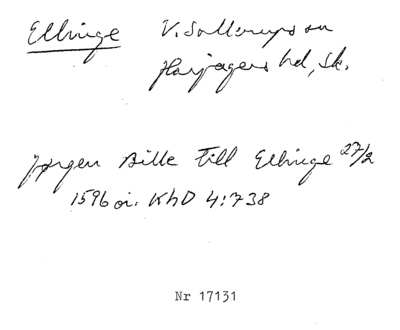 Ellinge V. Sallerups sn
Harjagers hd, Sk.
Jørgen Bille till Ellinge 27/2
1596 oi. KhD 4:738
Nr 17131